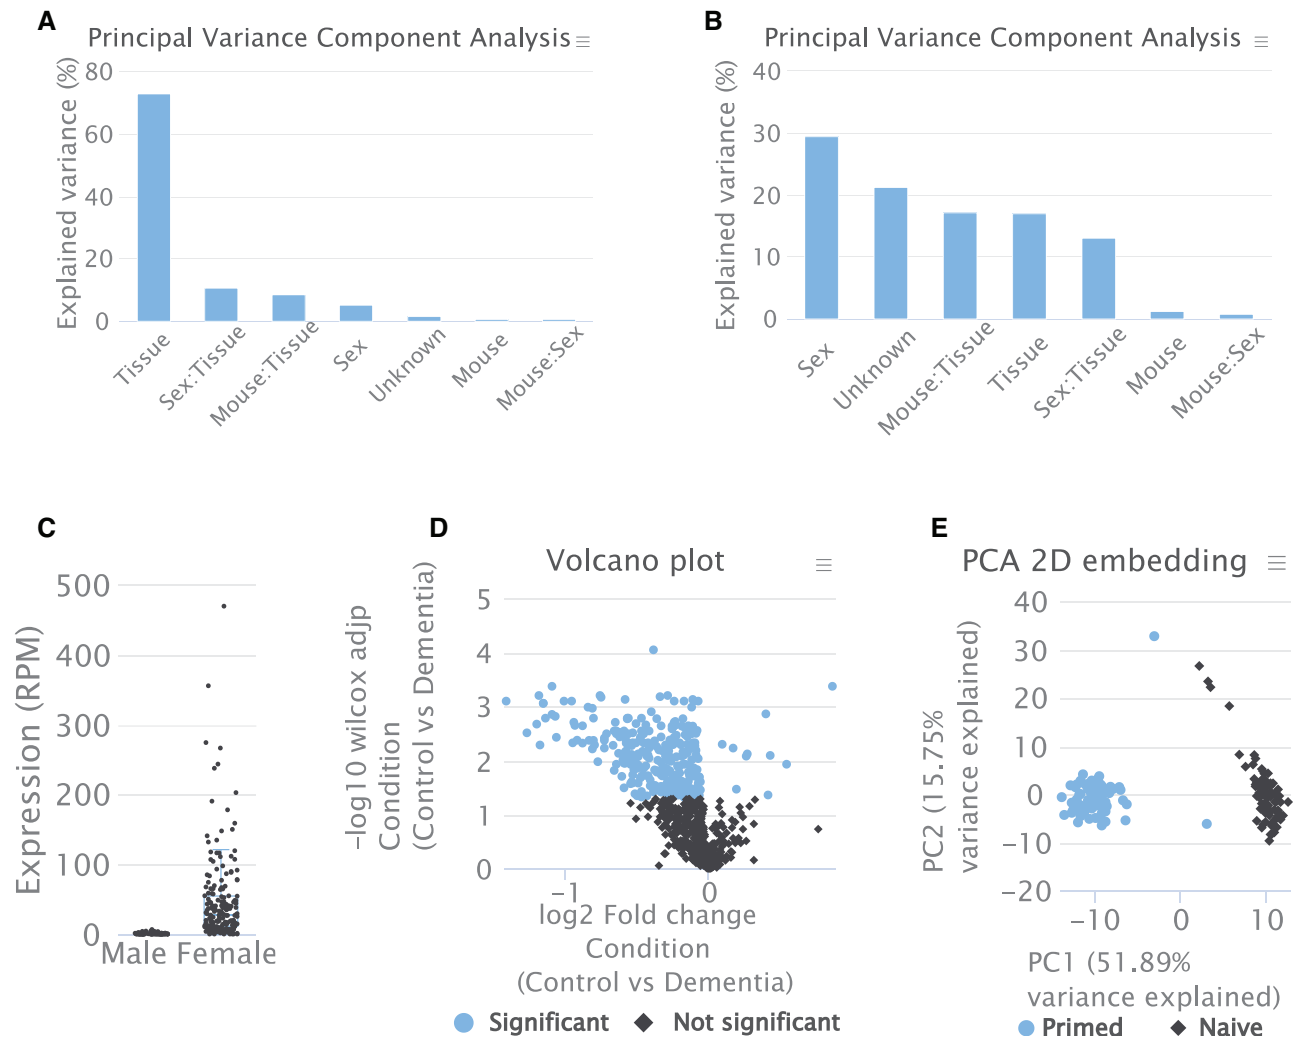 A
Principal Variance Component Analysis
Explained variance (%)
80
60
40
20
0
Tissue
Sex:Tissue
Mouse:Tissue
Sex
Unknown
Mouse
Mouse:Sex
B
Principal Variance Component Analysis
Explained variance (%)
40
30
20
10
0
Sex
Unknown
Mouse:Tissue
Tissue
Sex:Tissue
Mouse
Mouse:Sex
C
Expression (RPM)
500
400
300
200
100
0
Male Female
D
Volcano plot
−log10 wilcox adjp
Condition
(Control vs Dementia)
5
4
3
2
1
0
−1 0
log2 Fold change
Condition
(Control vs Dementia)
Significant Not significant
E
PCA 2D embedding
PC2 (15.75%
variance explained)
40
30
20
10
0
−10
−20
−10 0 10
PC1 (51.89%
variance explained)
Primed Naive